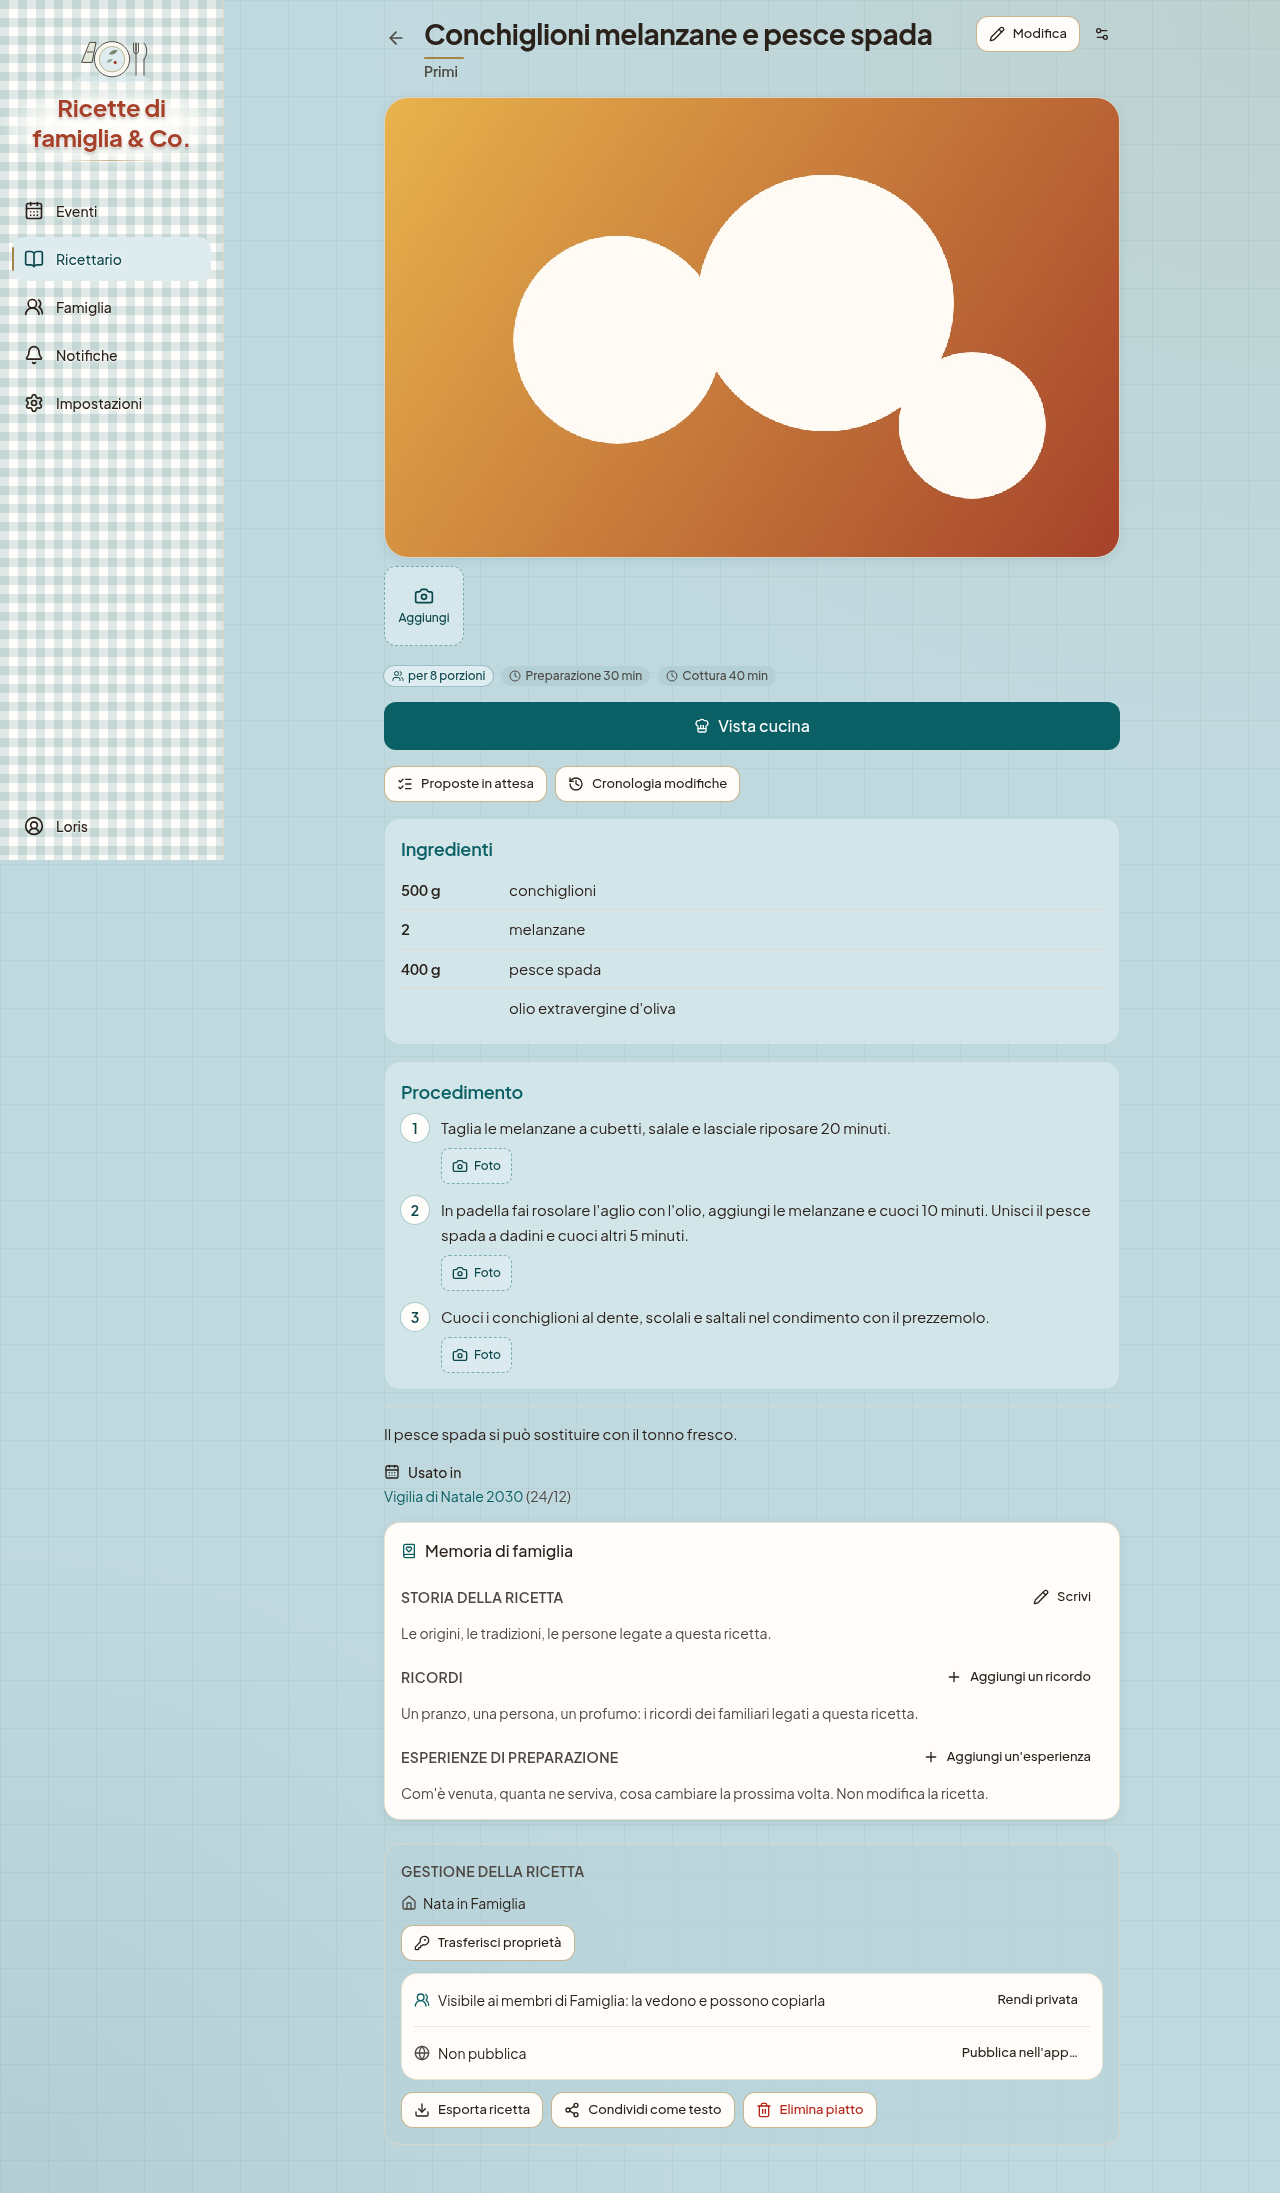 Ricette di
famiglia & Co.
Eventi
Ricettario
Famiglia
Notifiche
Impostazioni
Loris
Conchiglioni melanzane e pesce spada
Primi
Modifica
Aggiungi
per 8 porzioni
Preparazione 30 min
Cottura 40 min
Vista cucina
Proposte in attesa
Cronologia modifiche
Ingredienti
500 g conchiglioni
2 melanzane
400 g pesce spada
olio extravergine d'oliva
Procedimento
1 Taglia le melanzane a cubetti, salale e lasciale riposare 20 minuti.
Foto
2 In padella fai rosolare l'aglio con l'olio, aggiungi le melanzane e cuoci 10 minuti. Unisci il pesce
spada a dadini e cuoci altri 5 minuti.
Foto
3 Cuoci i conchiglioni al dente, scolali e saltali nel condimento con il prezzemolo.
Foto
Il pesce spada si può sostituire con il tonno fresco.
Usato in
Vigilia di Natale 2030 (24/12)
Memoria di famiglia
STORIA DELLA RICETTA
Scrivi
Le origini, le tradizioni, le persone legate a questa ricetta.
RICORDI
Aggiungi un ricordo
Un pranzo, una persona, un profumo: i ricordi dei familiari legati a questa ricetta.
ESPERIENZE DI PREPARAZIONE
Aggiungi un'esperienza
Com'è venuta, quanta ne serviva, cosa cambiare la prossima volta. Non modifica la ricetta.
GESTIONE DELLA RICETTA
Nata in Famiglia
Trasferisci proprietà
Visibile ai membri di Famiglia: la vedono e possono copiarla
Rendi privata
Non pubblica
Pubblica nell'app…
Esporta ricetta
Condividi come testo
Elimina piatto